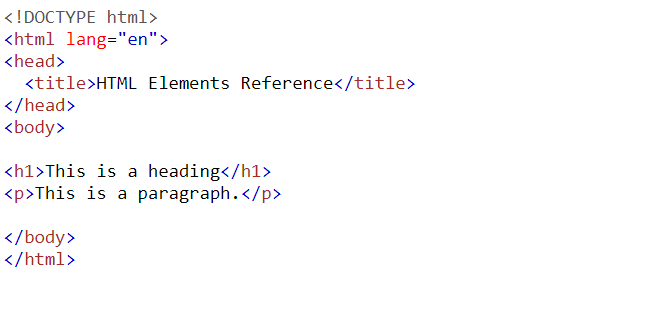 <!DOCTYPE html>
<html lang="en">
<head>
  <title>HTML Elements Reference</title>
</head>
<body>

<h1>This is a heading</h1>
<p>This is a paragraph.</p>

</body>
</html>